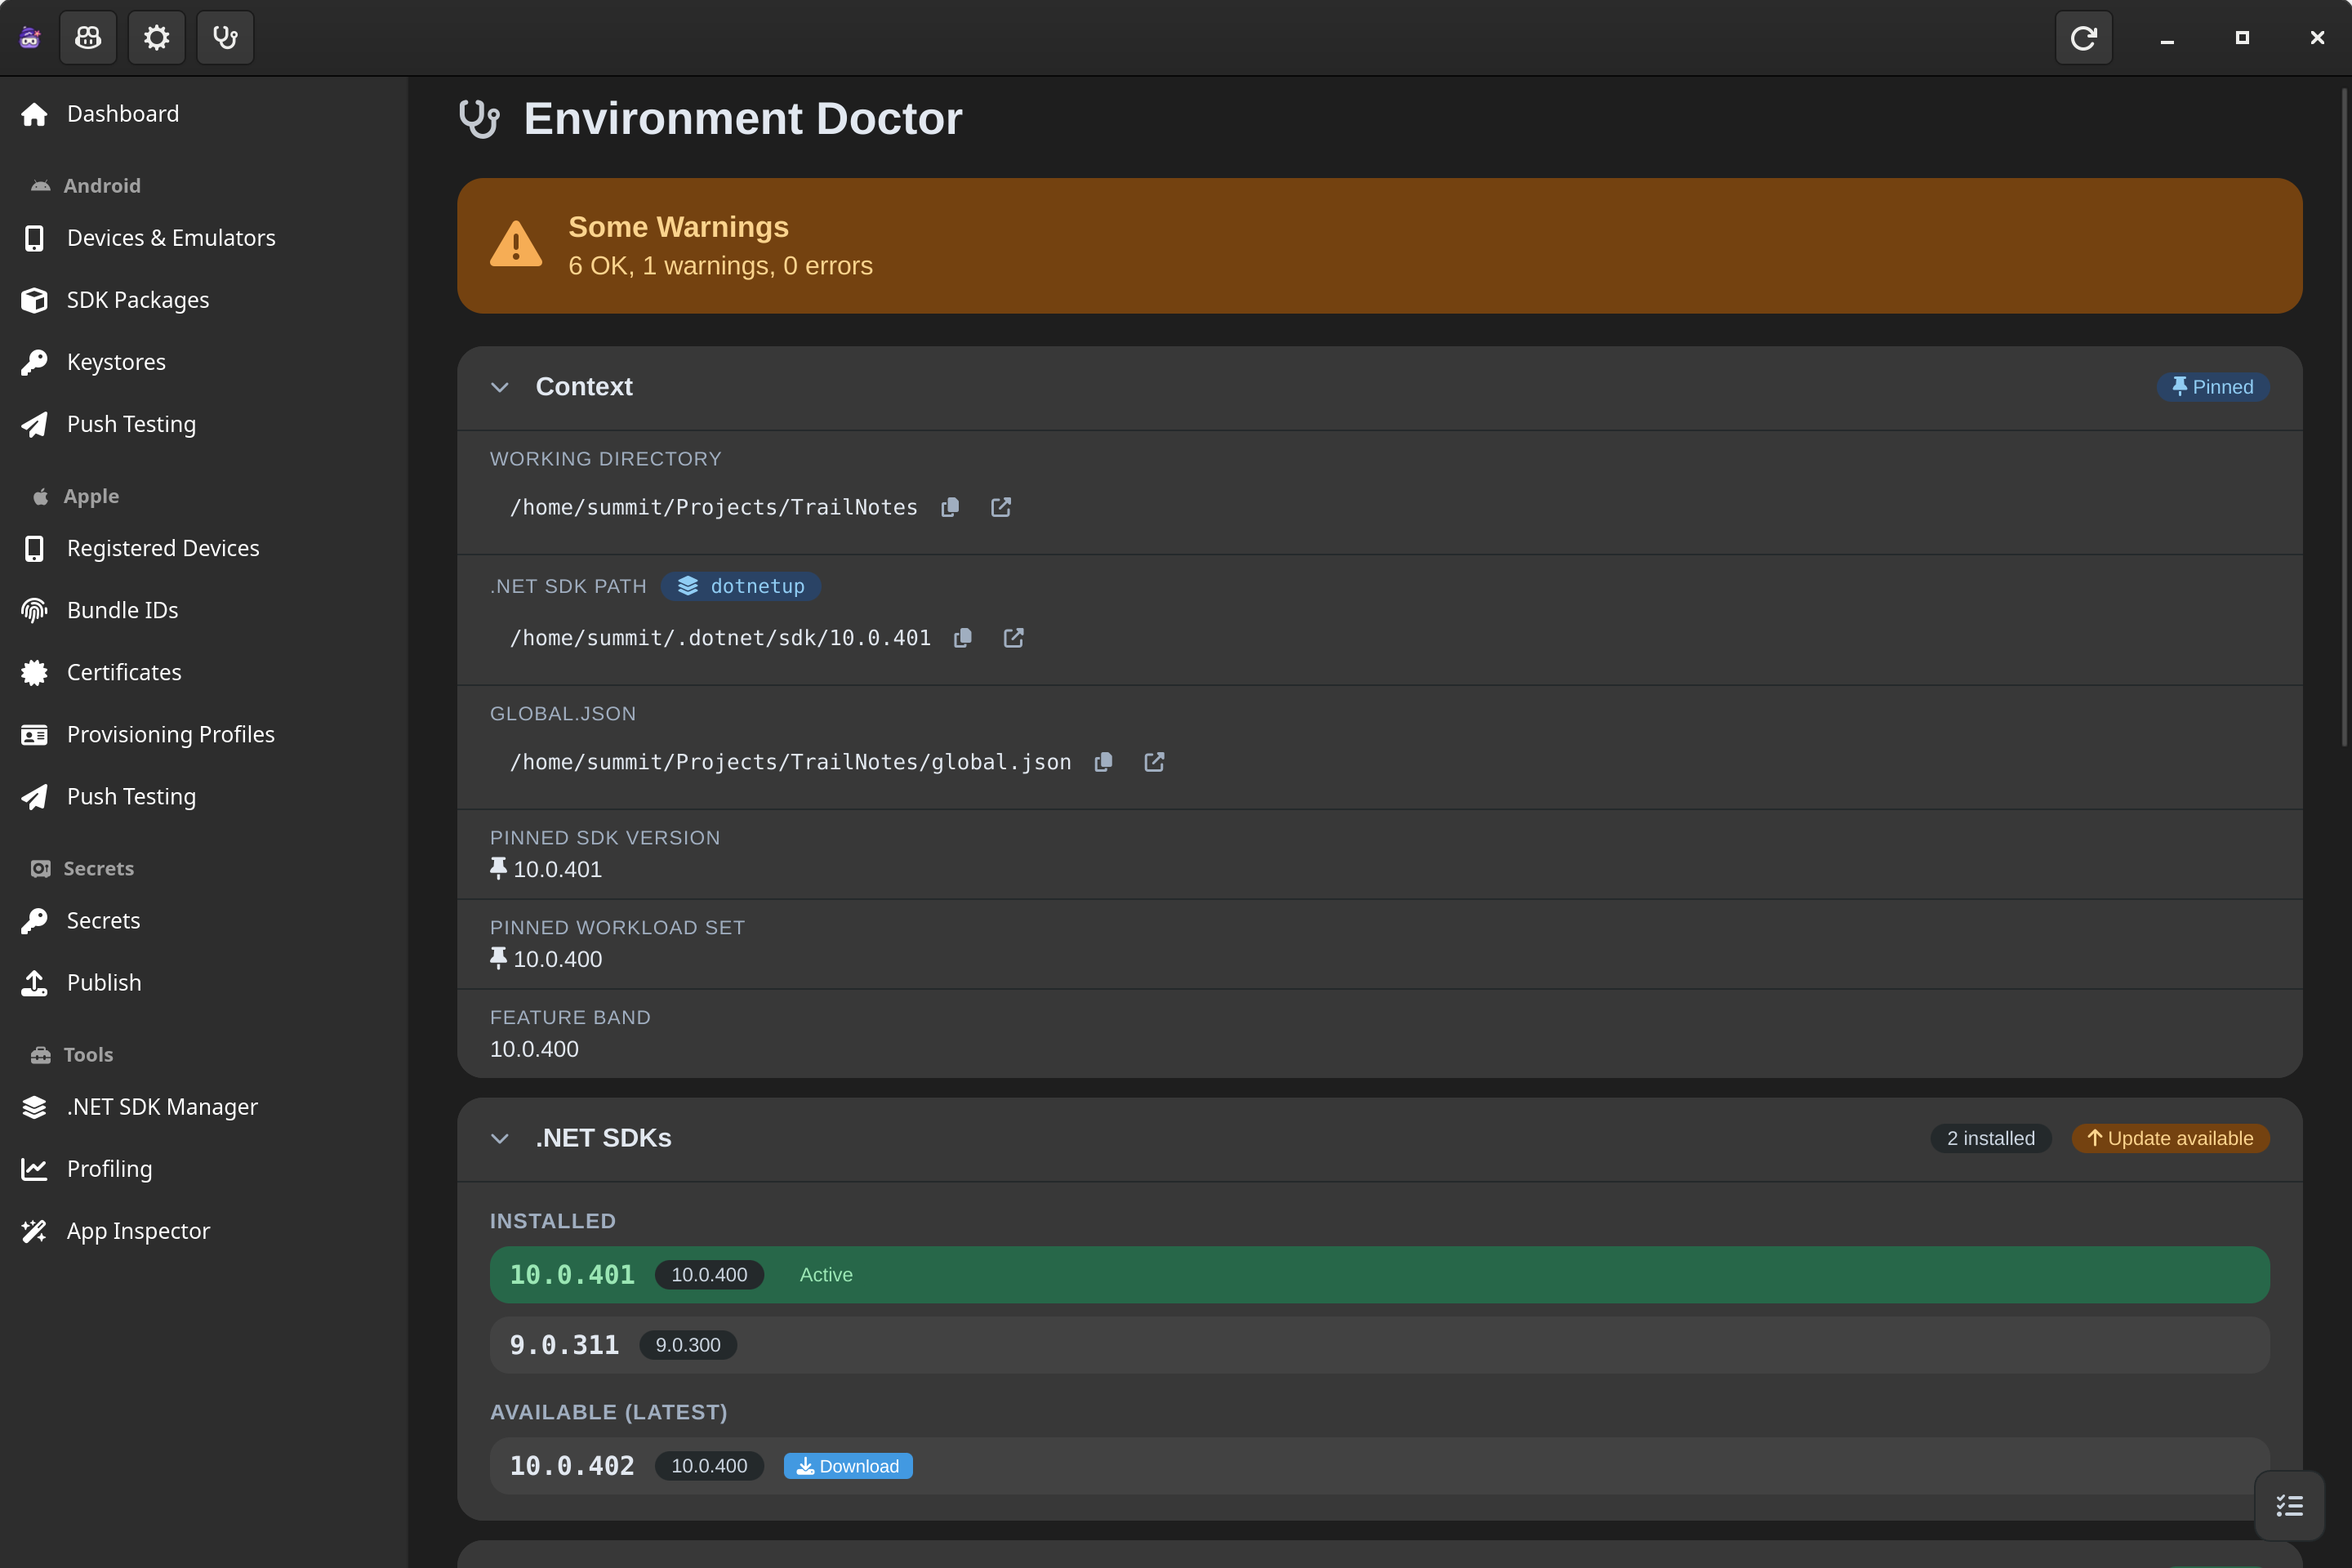 Environment Doctor
Dashboard
Android
Devices & Emulators
SDK Packages
Keystores
Push Testing
Apple
Registered Devices
Bundle IDs
Certificates
Provisioning Profiles
Push Testing
Secrets
Secrets
Publish
Tools
.NET SDK Manager
Profiling
App Inspector
Some Warnings
6 OK, 1 warnings, 0 errors
Context
Pinned
WORKING DIRECTORY
/home/summit/Projects/TrailNotes
.NET SDK PATH dotnetup
/home/summit/.dotnet/sdk/10.0.401
GLOBAL.JSON
/home/summit/Projects/TrailNotes/global.json
PINNED SDK VERSION
10.0.401
PINNED WORKLOAD SET
10.0.400
FEATURE BAND
10.0.400
.NET SDKs
2 installed Update available
INSTALLED
10.0.401 10.0.400 Active
9.0.311 9.0.300
AVAILABLE (LATEST)
10.0.402 10.0.400 Download